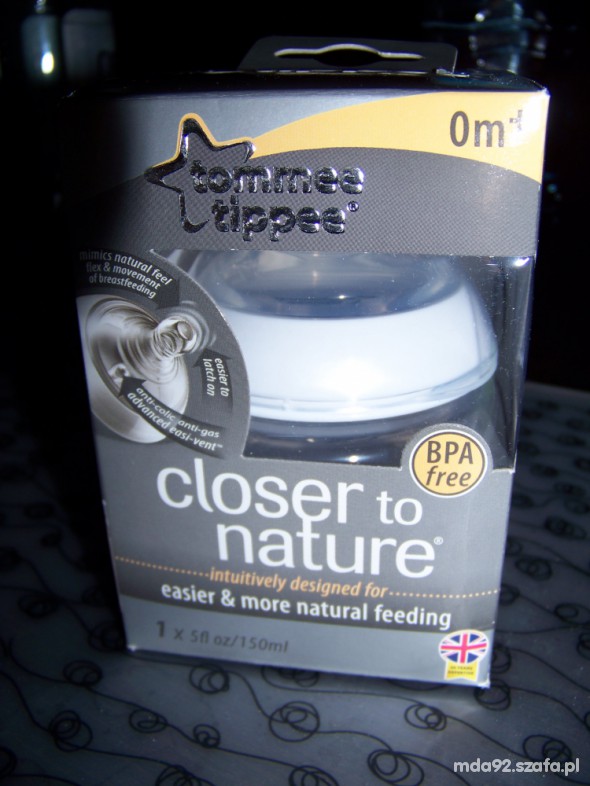 0m+
tommee
tippee®
mimics natural feel
flex & movement
of breastfeeding
easier to
latch on
anti-colic, anti-gas
advanced easi-vent™
BPA
free
closer to
nature®
intuitively designed for
easier & more natural feeding
1 x 5fl oz/150ml
mda92.szafa.pl